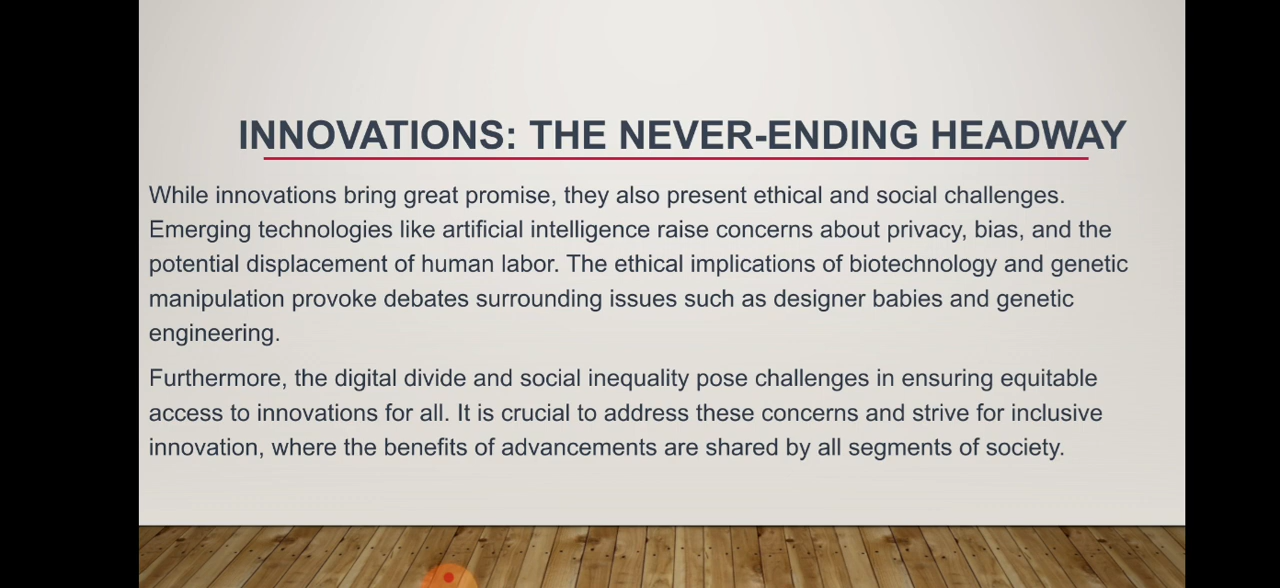 INNOVATIONS: THE NEVER-ENDING HEADWAY
While innovations bring great promise, they also present ethical and social challenges.
Emerging technologies like artificial intelligence raise concerns about privacy, bias, and the
potential displacement of human labor. The ethical implications of biotechnology and genetic
manipulation provoke debates surrounding issues such as designer babies and genetic
engineering.
Furthermore, the digital divide and social inequality pose challenges in ensuring equitable
access to innovations for all. It is crucial to address these concerns and strive for inclusive
innovation, where the benefits of advancements are shared by all segments of society.